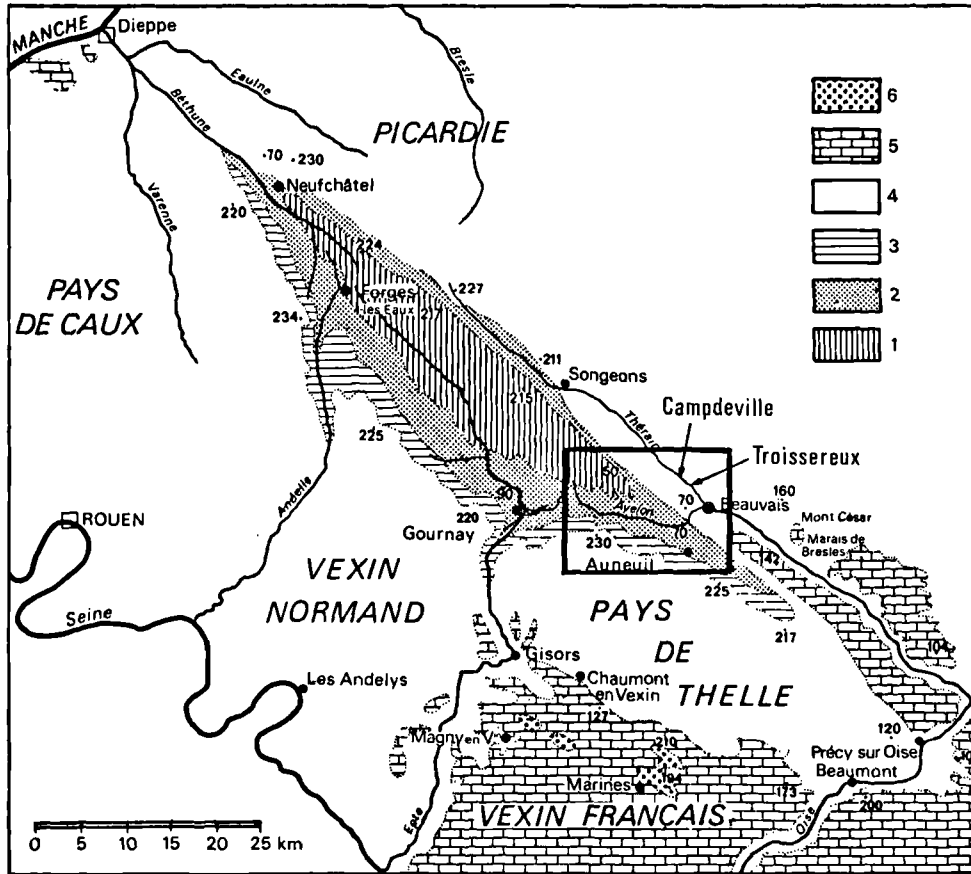 MANCHE
Dieppe
Eaulne
Bresle
Béthune
Varenne
PICARDIE
6
5
4
3
2
1
70 230
Neufchâtel
220
224
227
PAYS
DE CAUX
Forges
les Eaux
217
234
211
Songeons
215
225
Thérain
Campdeville
Troissereux
60
70
Beauvais
160
Mont César
Marais de
Bresles
142
90
Avelon
70
Gournay
220
230
Auneuil
225
217
ROUEN
Andelle
VEXIN
NORMAND
PAYS
DE
THELLE
104
Seine
Gisors
Les Andelys
Chaumont
en Vexin
127
120
Magny en V.
210
Précy sur Oise
Beaumont
Marines
194
173
200
VEXIN FRANÇAIS
Epte
Oise
0 5 10 15 20 25 km